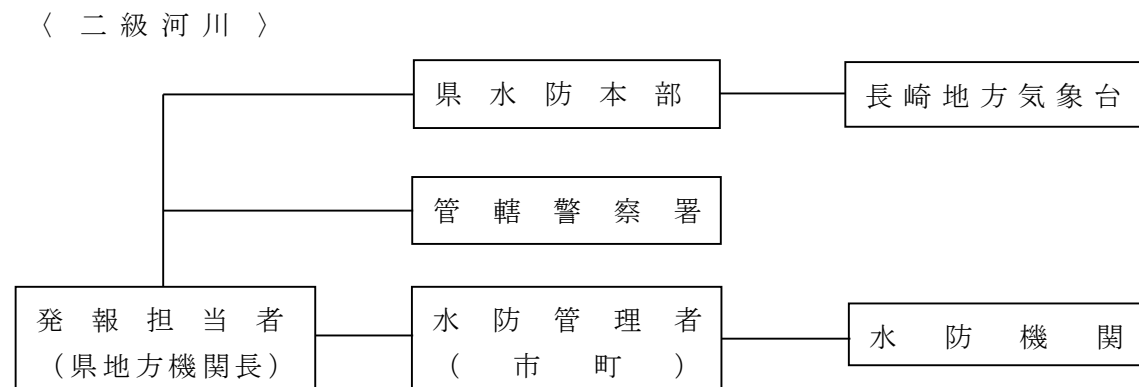 〈 二級河川 〉
県水防本部
長崎地方気象台
管轄警察署
発報担当者
(県地方機関長)
水防管理者
(市町)
水防機関